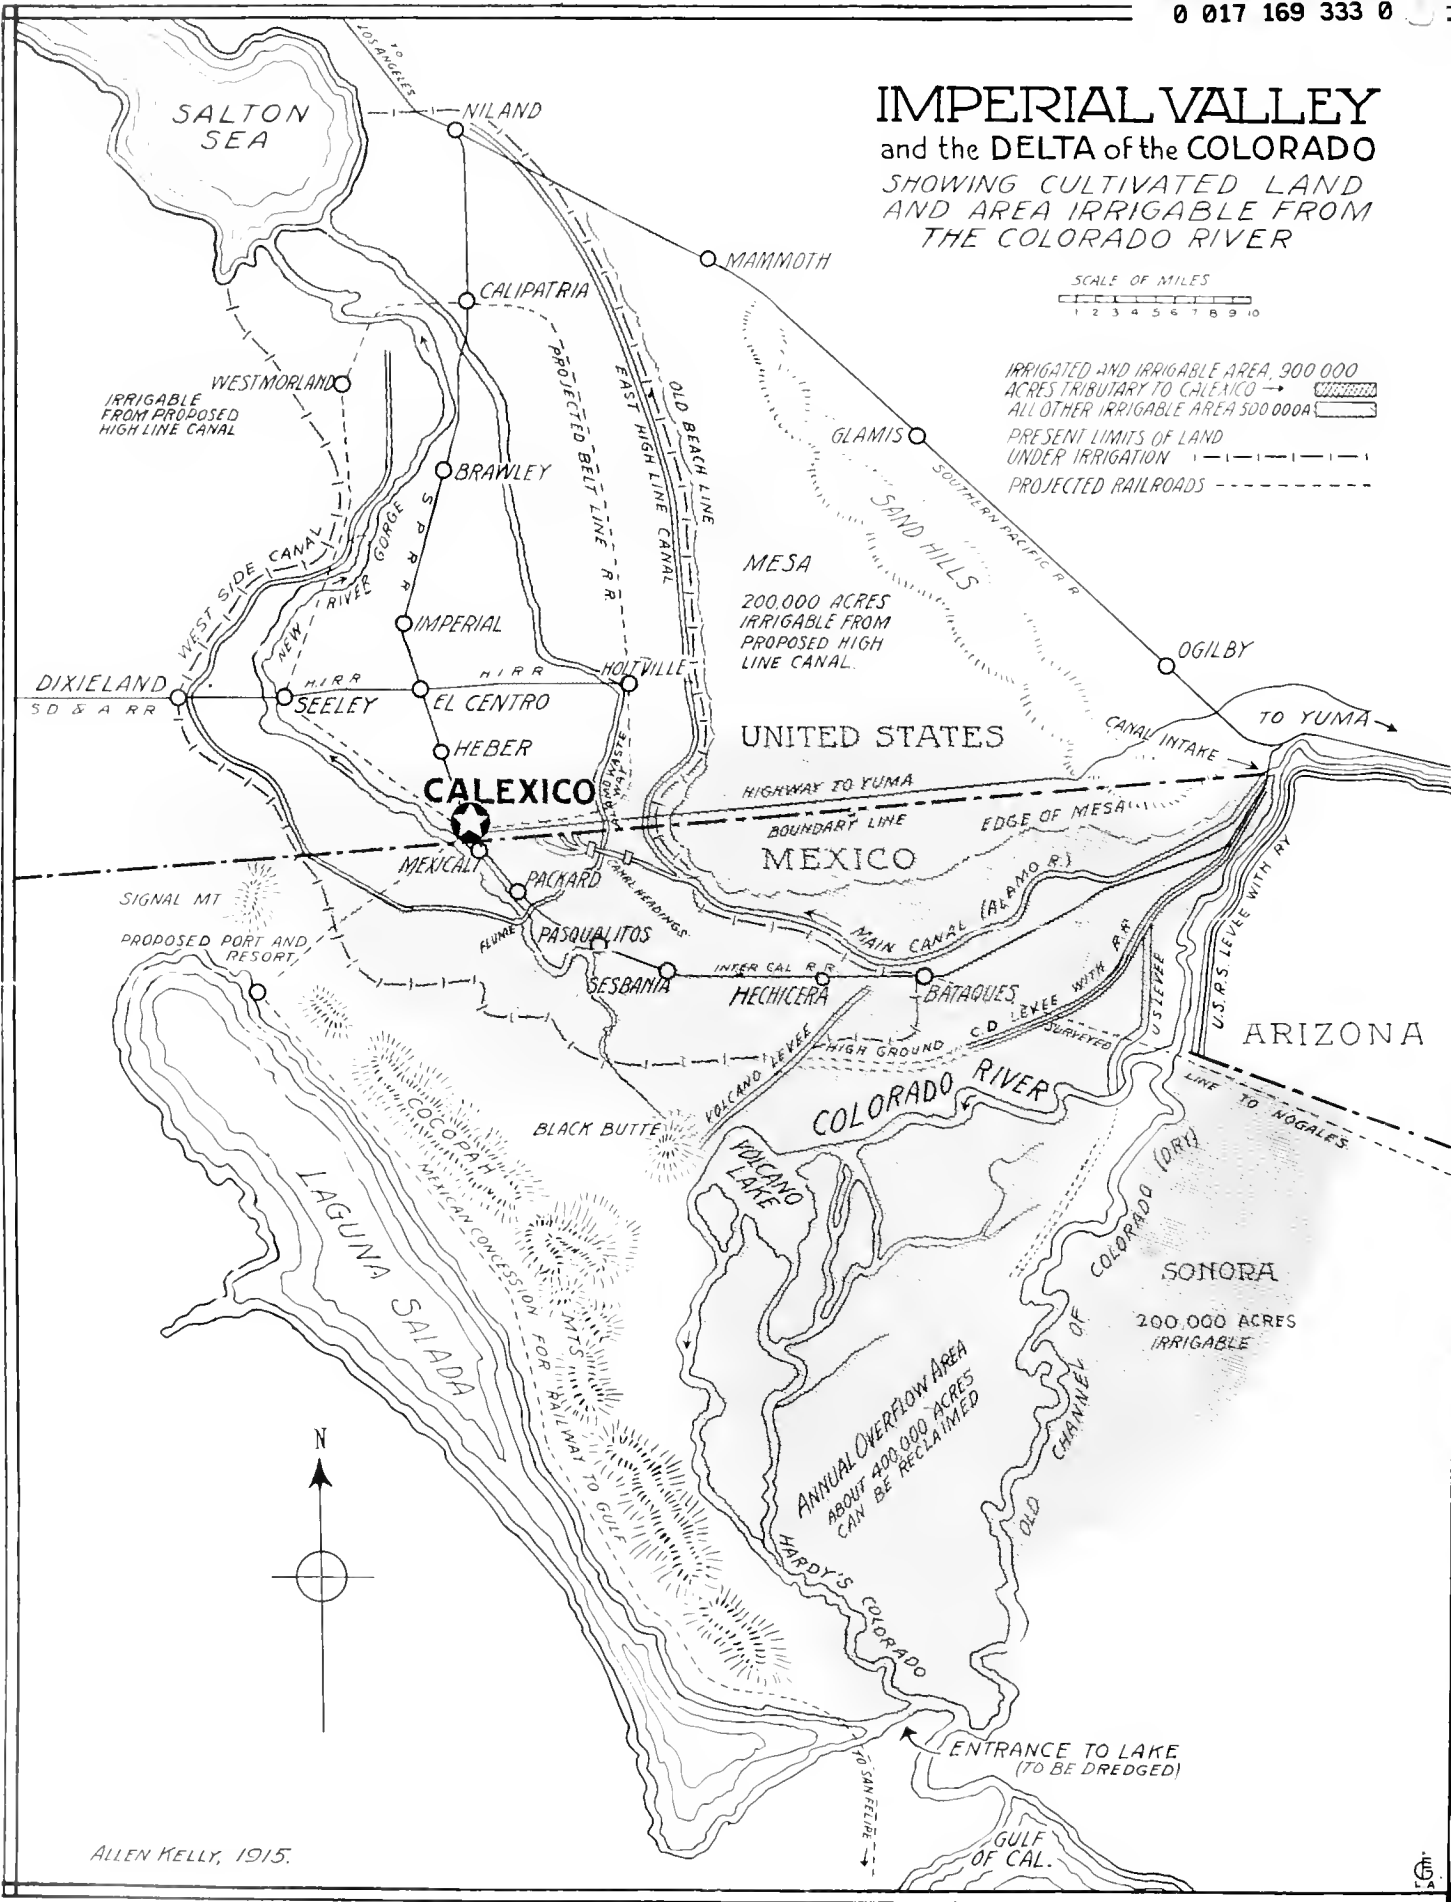 0 017 169 333 0
IMPERIAL VALLEY
and the DELTA of the COLORADO
SHOWING CULTIVATED LAND
AND AREA IRRIGABLE FROM
THE COLORADO RIVER
SCALE OF MILES
1 2 3 4 5 6 7 8 9 10
IRRIGATED AND IRRIGABLE AREA, 900 000
ACRES TRIBUTARY TO CALEXICO
ALL OTHER IRRIGABLE AREA 500 000A
PRESENT LIMITS OF LAND
UNDER IRRIGATION
PROJECTED RAILROADS
TO
LOS ANGELES
SALTON
SEA
NILAND
MAMMOTH
CALIPATRIA
WESTMORLAND
IRRIGABLE
FROM PROPOSED
HIGH LINE CANAL
PROJECTED BELT LINE R R
EAST HIGH LINE CANAL
OLD BEACH LINE
GLAMIS
SOUTHERN PACIFIC R R
SAND HILLS
BRAWLEY
S P R R
WEST SIDE CANAL
NEW RIVER GORGE
MESA
200,000 ACRES
IRRIGABLE FROM
PROPOSED HIGH
LINE CANAL.
IMPERIAL
OGILBY
DIXIELAND
S D & A RR
H.I R R
SEELEY
EL CENTRO
H I R R
HOLTVILLE
HEBER
UNITED STATES
CANAL INTAKE
TO YUMA
CALEXICO
ALAMO WASTE
WAY
HIGHWAY TO YUMA
BOUNDARY LINE
EDGE OF MESA
MEXICO
MEXICALI
PACKARD
CANAL HEADINGS
SIGNAL MT
PROPOSED PORT AND
RESORT
FLUME
PASQUALITOS
MAIN CANAL (ALAMO R.)
SESBANIA
INTER CAL R R
HECHICERA
BATAQUES
C.D LEVEE WITH R.R
U S LEVEE
U.S.R.S. LEVEE WITH RY
ARIZONA
HIGH GROUND
SURVEYED
LINE TO NOGALES
VOLCANO LEVEE
COLORADO RIVER
BLACK BUTTE
VOLCANO
LAKE
COCOPAH
MTS
MEXICAN CONCESSION FOR RAILWAY TO GULF
LAGUNA SALADA
SONORA
200,000 ACRES
IRRIGABLE
OLD CHANNEL OF COLORADO (DRY)
ANNUAL OVERFLOW AREA
ABOUT 400,000 ACRES
CAN BE RECLAIMED
N
HARDY'S COLORADO
ENTRANCE TO LAKE
(TO BE DREDGED)
TO SAN FELIPE
GULF
OF CAL.
ALLEN KELLY, 1915.